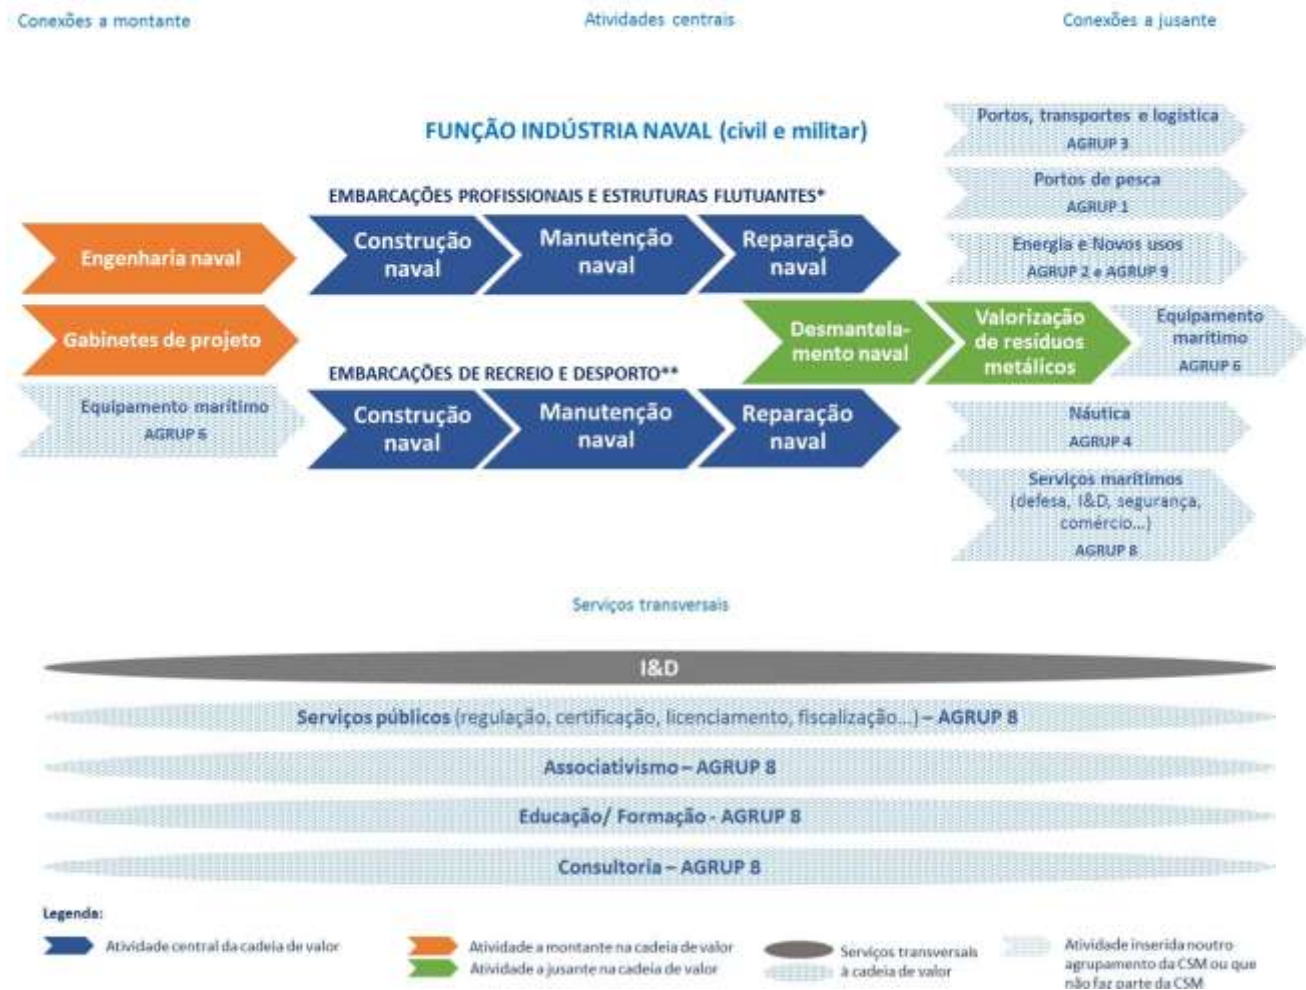 Conexões a montante
Atividades centrais
Conexões a jusante
FUNÇÃO INDÚSTRIA NAVAL (civil e militar)
EMBARCAÇÕES PROFISSIONAIS E ESTRUTURAS FLUTUANTES*
Engenharia naval
Gabinetes de projeto
Equipamento marítimo
AGRUP 6
Construção
naval
Manutenção
naval
Reparação
naval
Desmantela-
mento naval
Valorização
de resíduos
metálicos
EMBARCAÇÕES DE RECREIO E DESPORTO**
Construção
naval
Manutenção
naval
Reparação
naval
Portos, transportes e logística
AGRUP 3
Portos de pesca
AGRUP 1
Energia e Novos usos
AGRUP 2 e AGRUP 9
Equipamento
marítimo
AGRUP 6
Náutica
AGRUP 4
Serviços marítimos
(defesa, I&D, segurança,
comércio...)
AGRUP 8
Serviços transversais
I&D
Serviços públicos (regulação, certificação, licenciamento, fiscalização...) – AGRUP 8
Associativismo – AGRUP 8
Educação/ Formação - AGRUP 8
Consultoria – AGRUP 8
Legenda:
Atividade central da cadeia de valor
Atividade a montante na cadeia de valor
Atividade a jusante na cadeia de valor
Serviços transversais
à cadeia de valor
Atividade inserida noutro
agrupamento da CSM ou que
não faz parte da CSM